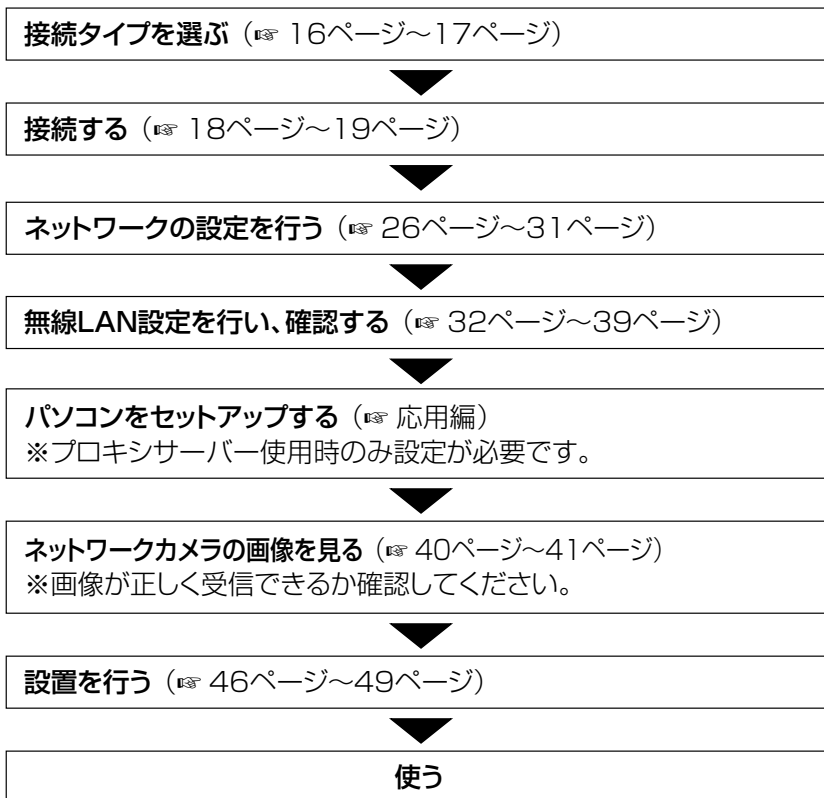 接続タイプを選ぶ（☞ 16ページ～17ページ）
接続する（☞ 18ページ～19ページ）
ネットワークの設定を行う（☞ 26ページ～31ページ）
無線LAN設定を行い、確認する（☞ 32ページ～39ページ）
パソコンをセットアップする（☞ 応用編）
※プロキシサーバー使用時のみ設定が必要です。
ネットワークカメラの画像を見る（☞ 40ページ～41ページ）
※画像が正しく受信できるか確認してください。
設置を行う（☞ 46ページ～49ページ）
使う